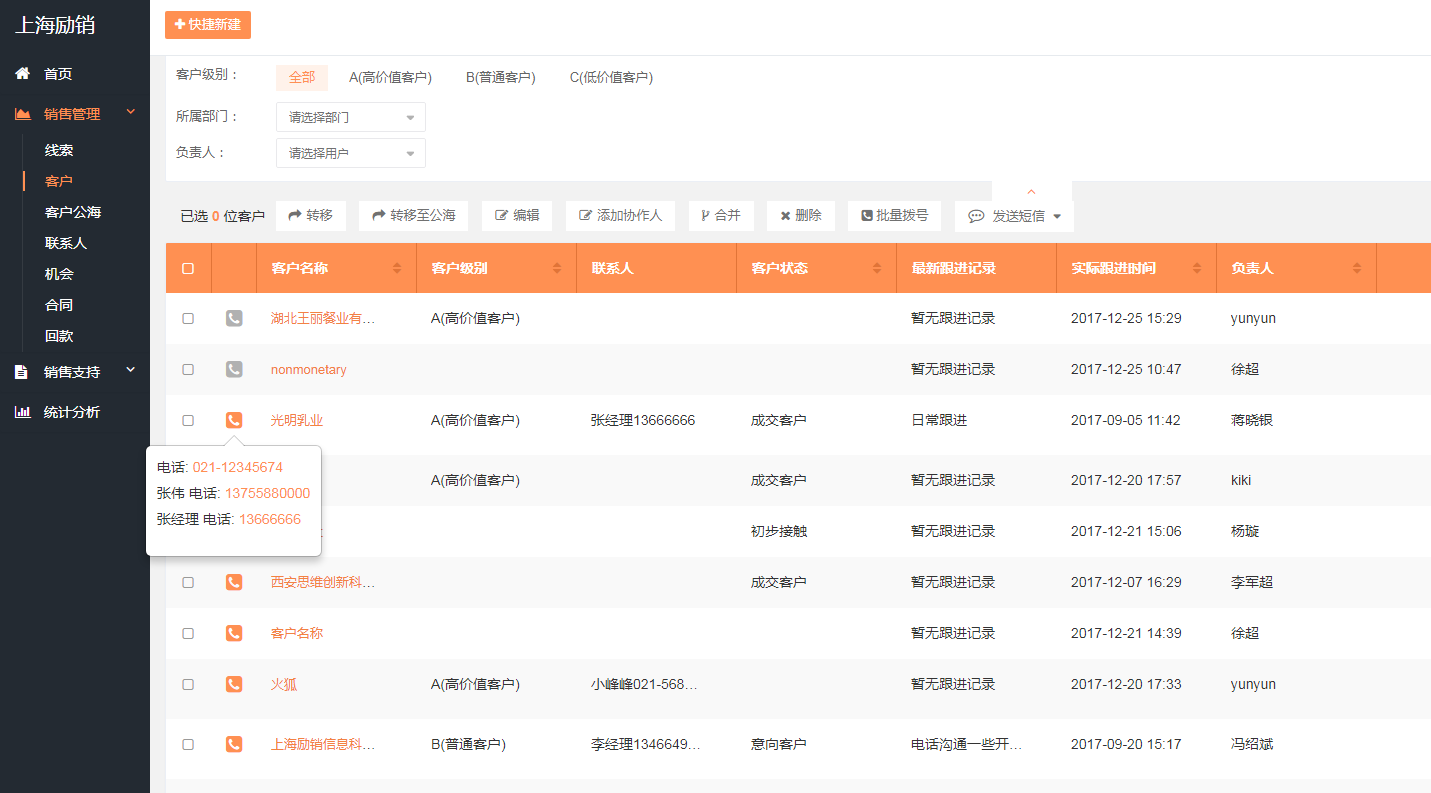 上海励销
快捷新建
首页
销售管理
线索
客户
客户公海
联系人
机会
合同
回款
销售支持
统计分析
客户级别： 全部 A(高价值客户) B(普通客户) C(低价值客户)
所属部门： 请选择部门
负责人： 请选择用户
已选 0 位客户 转移 转移至公海 编辑 添加协作人 合并 删除 批量拨号 发送短信
客户名称 客户级别 联系人 客户状态 最新跟进记录 实际跟进时间 负责人
湖北王丽餐业有... A(高价值客户) 暂无跟进记录 2017-12-25 15:29 yunyun
nonmonetary 暂无跟进记录 2017-12-25 10:47 徐超
光明乳业 A(高价值客户) 张经理13666666 成交客户 日常跟进 2017-09-05 11:42 蒋晓银
电话: 021-12345674
张伟 电话: 13755880000
张经理 电话: 13666666
A(高价值客户) 成交客户 暂无跟进记录 2017-12-20 17:57 kiki
初步接触 暂无跟进记录 2017-12-21 15:06 杨璇
西安思维创新科... 成交客户 暂无跟进记录 2017-12-07 16:29 李军超
客户名称 暂无跟进记录 2017-12-21 14:39 徐超
火狐 A(高价值客户) 小峰峰021-568... 暂无跟进记录 2017-12-20 17:33 yunyun
上海励销信息科... B(普通客户) 李经理1346649... 意向客户 电话沟通一些开... 2017-09-20 15:17 冯绍斌